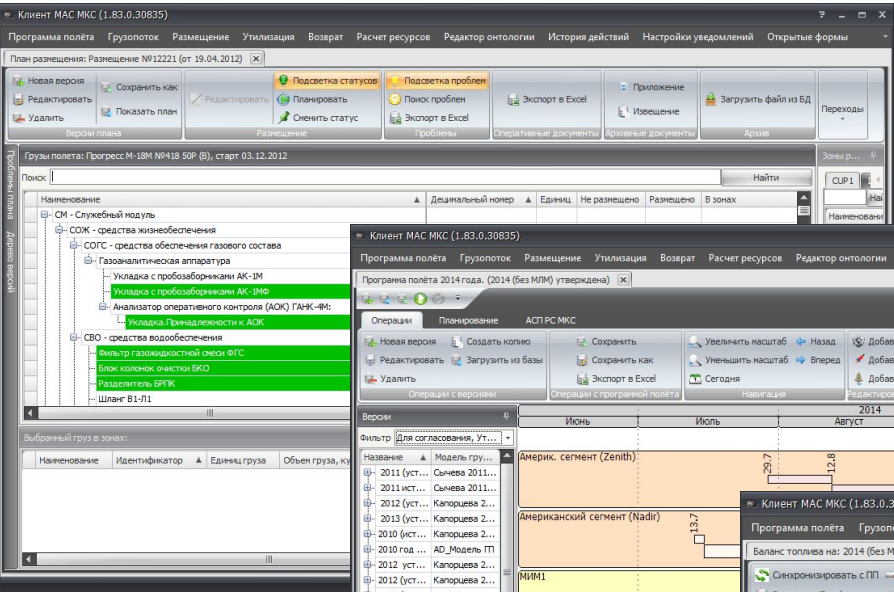 Клиент МАС МКС (1.83.0.30835)
Программа полёта Грузопоток Размещение Утилизация Возврат Расчет ресурсов Редактор онтологии История действий Настройки уведомлений Открытые формы
План размещения: Размещение №12221 (от 19.04.2012)
Новая версия
Редактировать
Удалить
Сохранить как
Показать план
Версии плана
Редактировать
Подсветка статусов
Планировать
Сменить статус
Размещение
Подсветка проблем
Поиск проблем
Экспорт в Excel
Проблемы
Экспорт в Excel
Оперативные документы
Приложение
Извещение
Архивные документы
Загрузить файл из БД
Архив
Переходы
Проблемы плана
Дерево версий
Грузы полета: Прогресс М-18М №418 50P (В), старт 03.12.2012
Поиск
Найти
Наименование Децимальный номер Единиц Не размещено Размещено В зонах
СМ - Служебный модуль
СОЖ - средства жизнеобеспечения
СОГС - средства обеспечения газового состава
Газоаналитическая аппаратура
Укладка с пробозаборниками АК-1М
Укладка с пробозаборниками АК-1МФ
Анализатор оперативного контроля (АОК) ГАНК-4М:
Укладка.Принадлежности к АОК
СВО - средства водообеспечения
Фильтр газожидкостной смеси ФГС
Блок колонок очистки БКО
Разделитель БРПК
Шланг В1-Л1
Зоны р...
CUP1
Най
Наименовани
Выбранный груз в зонах:
Наименование Идентификатор Единиц груза Объем груза, ку
Клиент МАС МКС (1.83.0.30835)
Программа полёта Грузопоток Размещение Утилизация Возврат Расчет ресурсов Редактор онтологии
Программа полёта 2014 года. (2014 (без МЛМ) утверждена)
Операции Планирование АСП РС МКС
Новая версия
Редактировать
Удалить
Создать копию
Загрузить из базы
Операции с версиями
Сохранить
Сохранить как
Экспорт в Excel
Операции с программой полёта
Увеличить масштаб
Уменьшить масштаб
Сегодня
Назад
Вперед
Навигация
Добав
Добав
Добав
Редактиров
Версии
Фильтр Для согласования, Ут...
Название Модель гру...
2011 (уст... Сычева 2011...
2011 ист... Сычева 2011...
2012 (уст... Капорцева 2...
2013 (уст... Капорцева 2...
2010 (ист... Капорцева 2...
2010 год ... AD_Модель ГП
2012 уст... Капорцева 2...
2012 (уст... Капорцева 2...
2014
Июнь Июль Август
Америк. сегмент (Zenith)
29.7
12.8
Американский сегмент (Nadir)
13.7
МИМ1
Клиент МАС МКС (1.83.0.3
Программа полёта Грузопо
Баланс топлива на: 2014 (без М
Синхронизировать с ПП